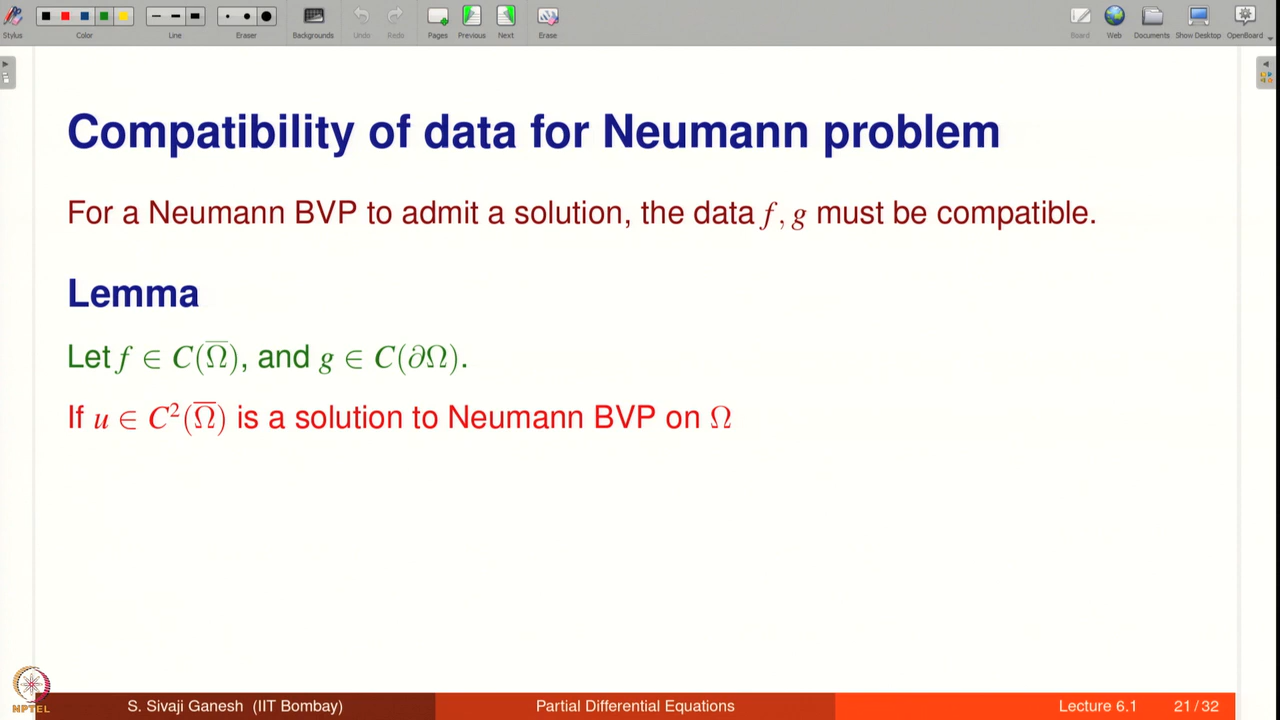 Stylus Color Line Eraser Backgrounds Undo Redo Pages Previous Next Erase Board Web Documents Show Desktop OpenBoard
Compatibility of data for Neumann problem
For a Neumann BVP to admit a solution, the data f, g must be compatible.
Lemma
Let f ∈ C(Ω̅), and g ∈ C(∂Ω).
If u ∈ C²(Ω̅) is a solution to Neumann BVP on Ω
NPTEL
S. Sivaji Ganesh (IIT Bombay) Partial Differential Equations Lecture 6.1 21/32